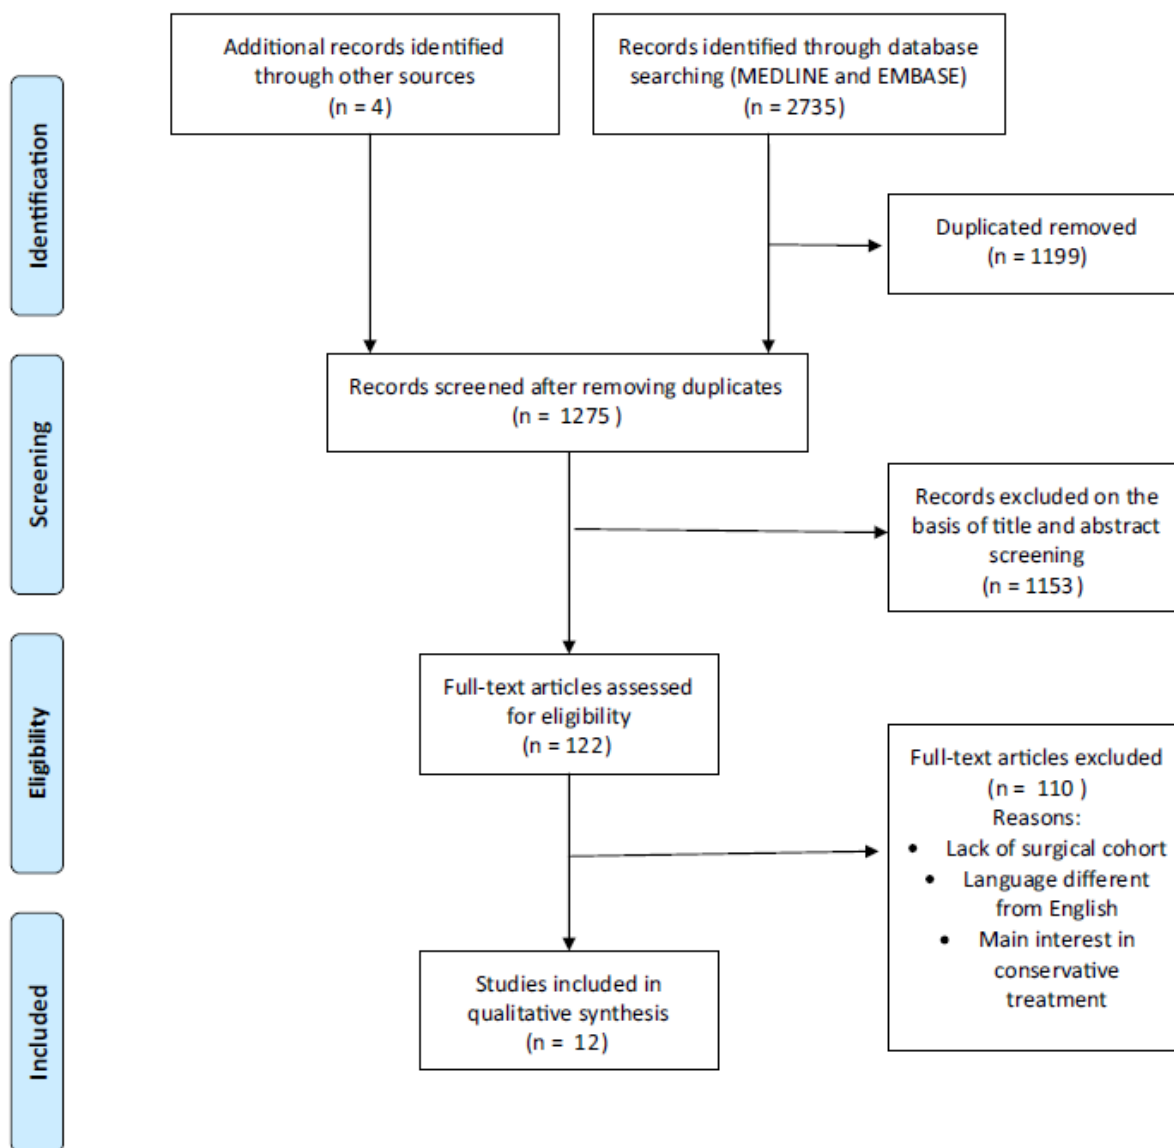 Identification
Additional records identified
through other sources
(n = 4)
Records identified through database
searching (MEDLINE and EMBASE)
(n = 2735)
Duplicated removed
(n = 1199)
Screening
Records screened after removing duplicates
(n =  1275 )
Records excluded on the
basis of title and abstract
screening
(n = 1153 )
Eligibility
Full-text articles assessed
for eligibility
(n = 122)
Full-text articles excluded
(n =  110 )
Reasons:
• Lack of surgical cohort
• Language different
from English
• Main interest in
conservative
treatment
Included
Studies included in
qualitative synthesis
(n =  12)